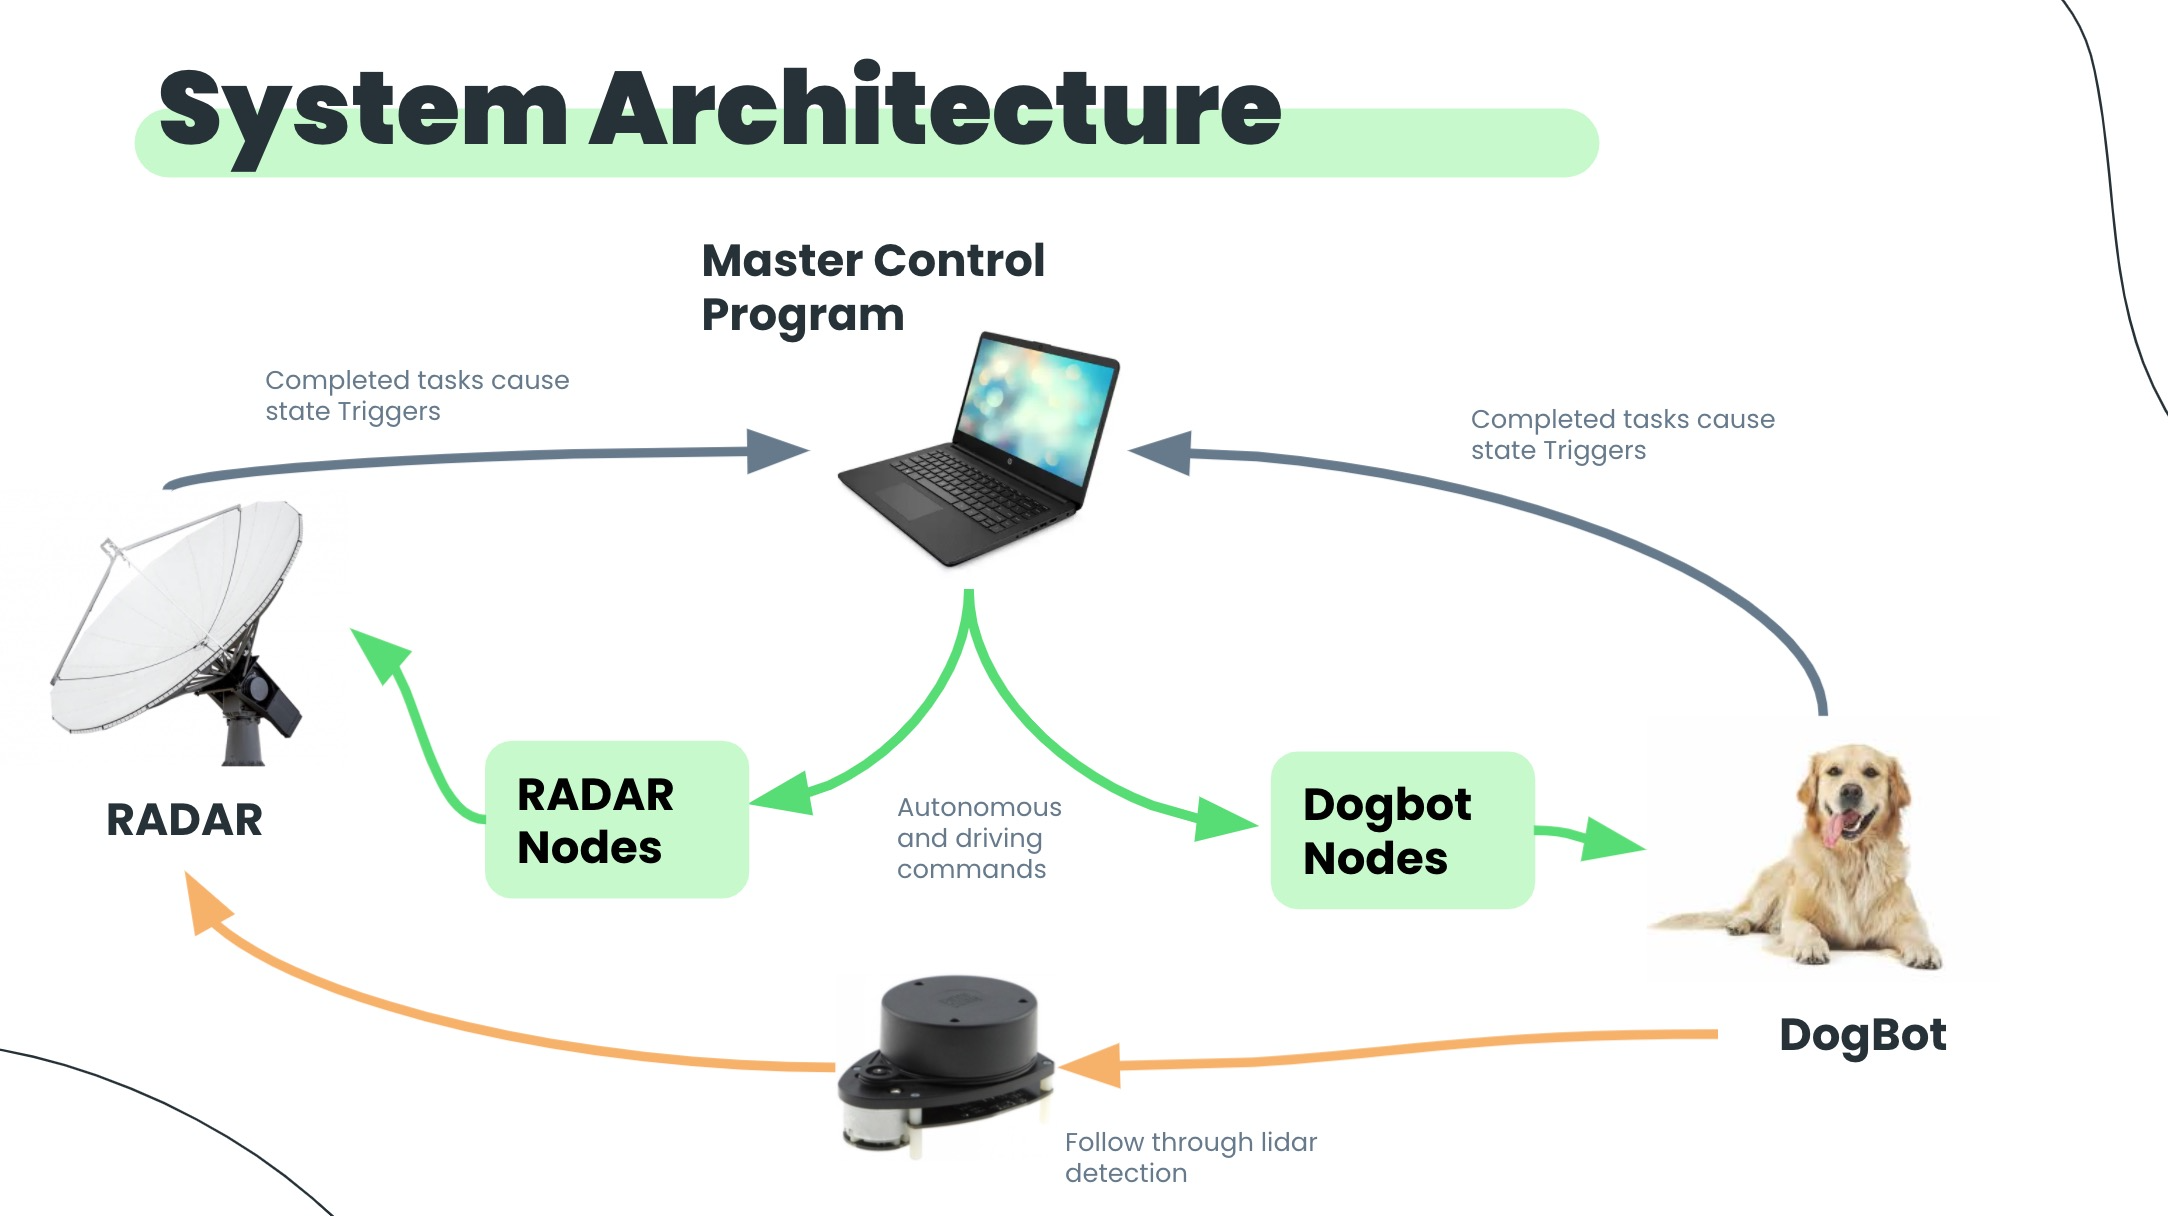 System Architecture
Master Control
Program
Completed tasks cause
state Triggers
Completed tasks cause
state Triggers
RADAR
RADAR
Nodes
Autonomous
and driving
commands
Dogbot
Nodes
DogBot
Follow through lidar
detection